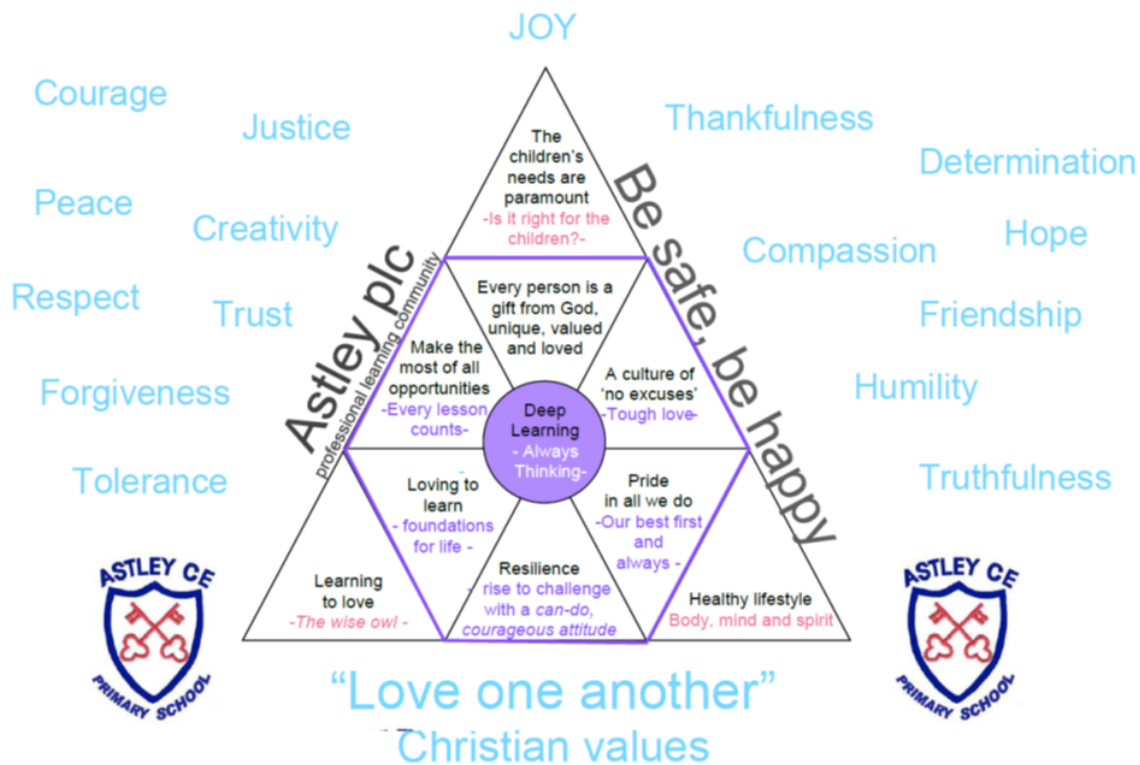 JOY
Courage
Justice
Thankfulness
Determination
Peace
Creativity
Compassion
Hope
Respect
Trust
Friendship
Forgiveness
Humility
Tolerance
Truthfulness
Astley plc
professional learning community
Be safe, be happy
The
children's
needs are
paramount
-Is it right for the
children?-
Every person is a
gift from God,
unique, valued
and loved
Make the
most of all
opportunities
-Every lesson
counts-
A culture of
'no excuses'
-Tough love-
Deep
Learning
- Always
Thinking-
Loving to
learn
- foundations
for life -
Pride
in all we do
-Our best first
and
always -
Resilience
- rise to challenge
with a can-do,
courageous attitude
Learning
to love
-The wise owl -
Healthy lifestyle
Body, mind and spirit
ASTLEY CE
PRIMARY SCHOOL
ASTLEY CE
PRIMARY SCHOOL
“Love one another”
Christian values